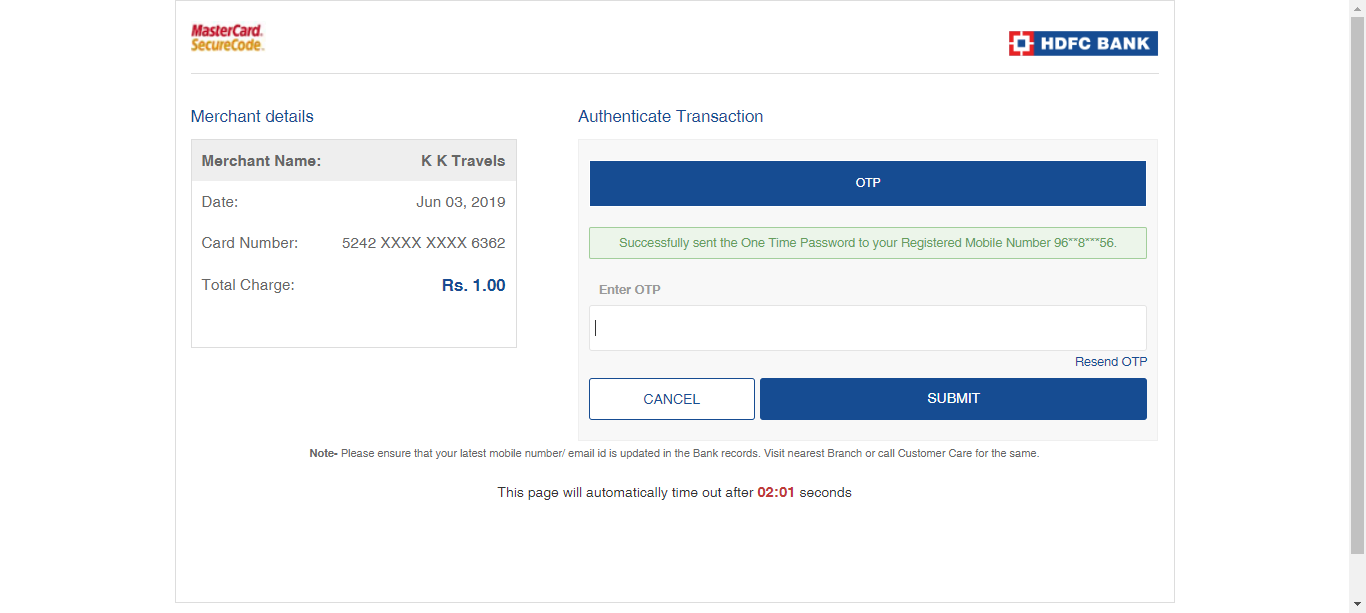 MasterCard.
SecureCode.
HDFC BANK
Merchant details
Merchant Name: K K Travels
Date: Jun 03, 2019
Card Number: 5242 XXXX XXXX 6362
Total Charge: Rs. 1.00
Authenticate Transaction
OTP
Successfully sent the One Time Password to your Registered Mobile Number 96**8***56.
Enter OTP
Resend OTP
CANCEL SUBMIT
Note- Please ensure that your latest mobile number/ email id is updated in the Bank records. Visit nearest Branch or call Customer Care for the same.
This page will automatically time out after 02:01 seconds